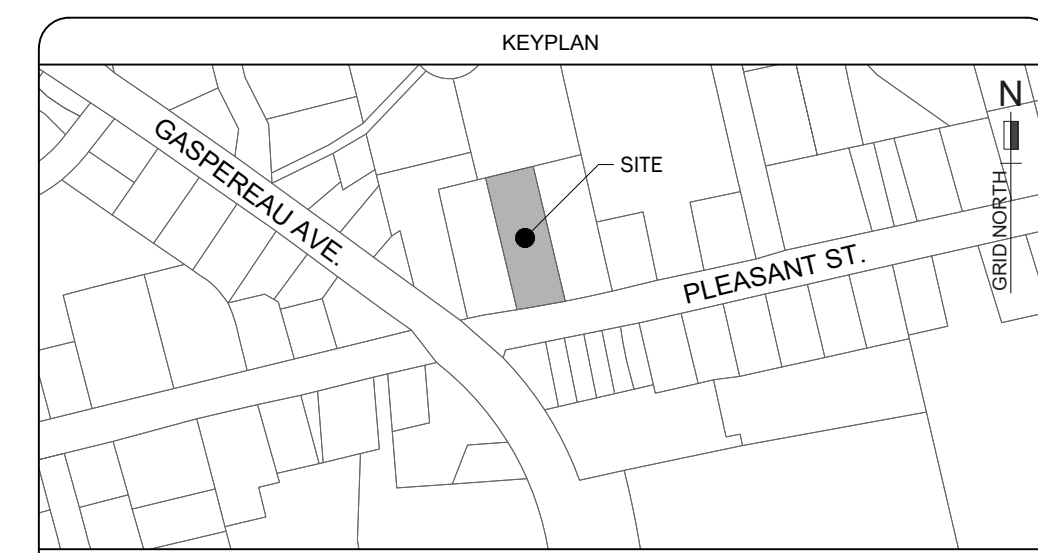 KEYPLAN
GASPEREAU AVE.
SITE
N
GRID NORTH
PLEASANT ST.